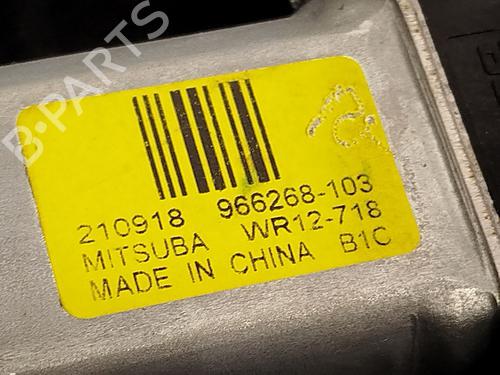 B·PARTS
210918 966268-103
MITSUBA WR12-718
MADE IN CHINA B1C